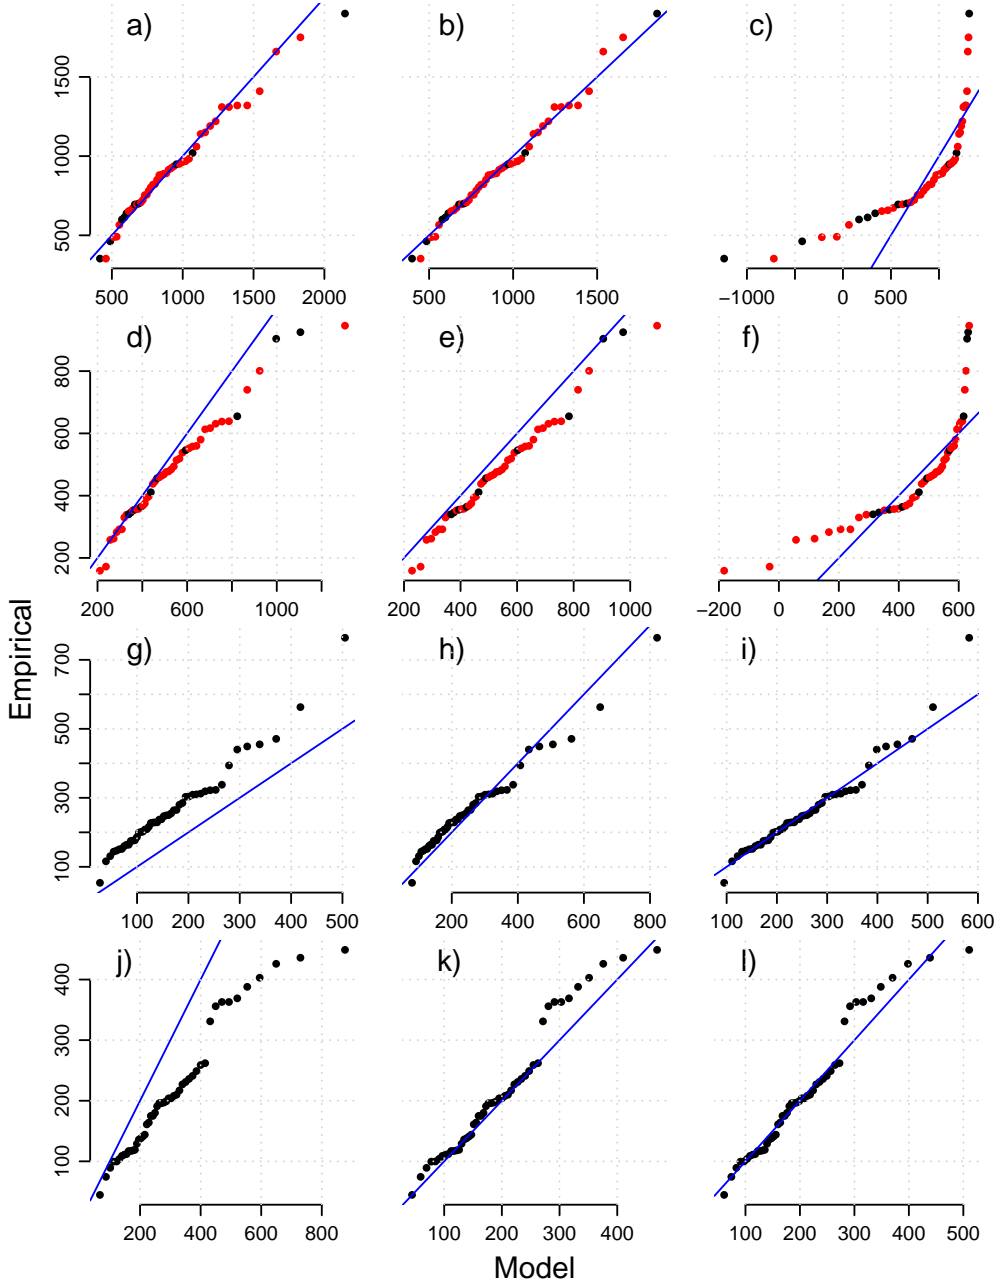 a) b) c)
500 1000 1500
500 1000 1500 2000
500 1000 1500
−1000 0 500
d) e) f)
200 400 600 800
200 600 1000
200 400 600 800 1000
−200 0 200 400 600
g) h) i)
100 300 500 700
100 200 300 400 500
200 400 600 800
100 200 300 400 500 600
j) k) l)
100 200 300 400
200 400 600 800
100 200 300 400
100 200 300 400 500
Empirical
Model